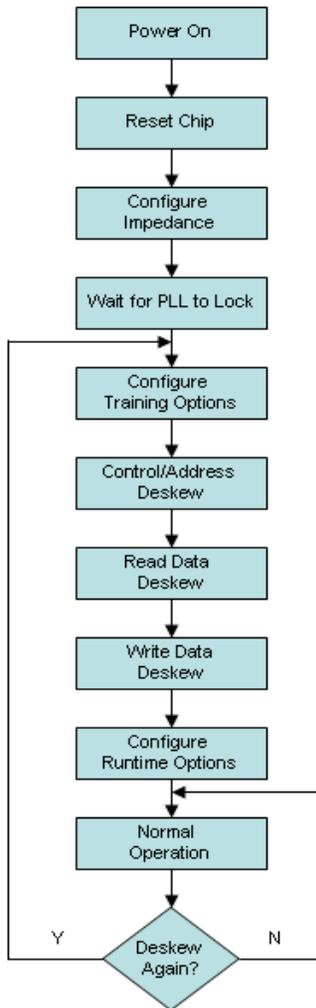 Power On
Reset Chip
Configure
Impedance
Wait for PLL to Lock
Configure
Training Options
Control/Address
Deskew
Read Data
Deskew
Write Data
Deskew
Configure
Runtime Options
Normal
Operation
Y
Deskew
Again?
N